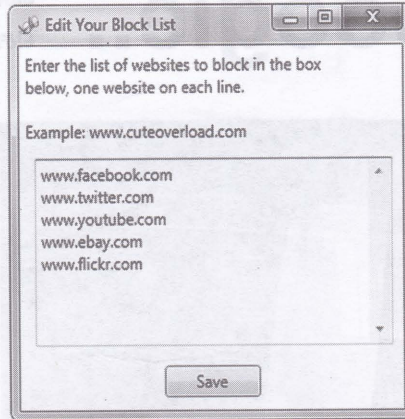 Edit Your Block List
Enter the list of websites to block in the box
below, one website on each line.
Example: www.cuteoverload.com
www.facebook.com
www.twitter.com
www.youtube.com
www.ebay.com
www.flickr.com
Save